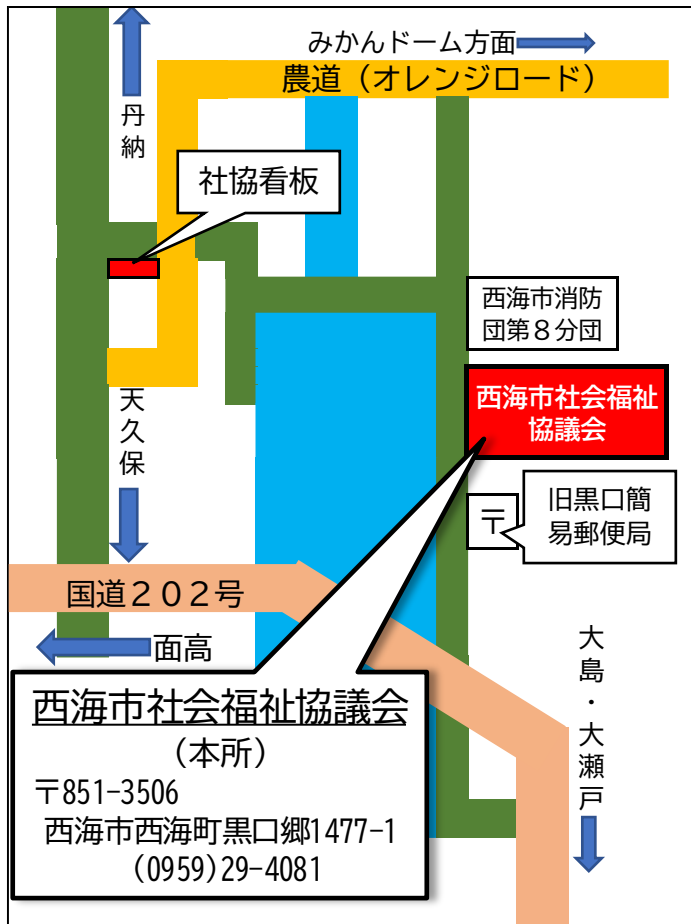 みかんドーム方面
農道（オレンジロード）
丹納
社協看板
西海市消防
団第８分団
西海市社会福祉
協議会
天久保
〒
旧黒口簡
易郵便局
国道２０２号
面高
大島・大瀬戸
西海市社会福祉協議会
（本所）
〒851-3506
西海市西海町黒口郷1477-1
(0959)29-4081